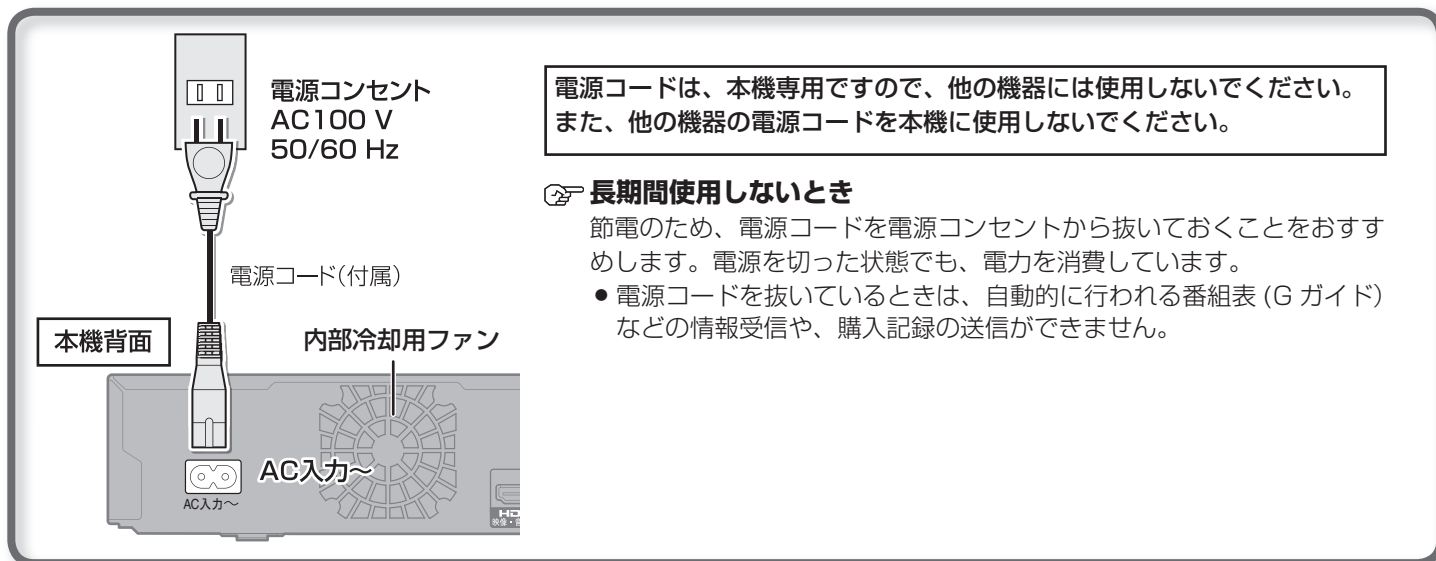 電源コンセント
AC100 V
50/60 Hz
電源コード(付属)
本機背面
内部冷却用ファン
AC入力～
AC入力～
電源コードは、本機専用ですので、他の機器には使用しないでください。
また、他の機器の電源コードを本機に使用しないでください。
長期間使用しないとき
節電のため、電源コードを電源コンセントから抜いておくことをおすす
めします。電源を切った状態でも、電力を消費しています。
● 電源コードを抜いているときは、自動的に行われる番組表 (G ガイド)
などの情報受信や、購入記録の送信ができません。